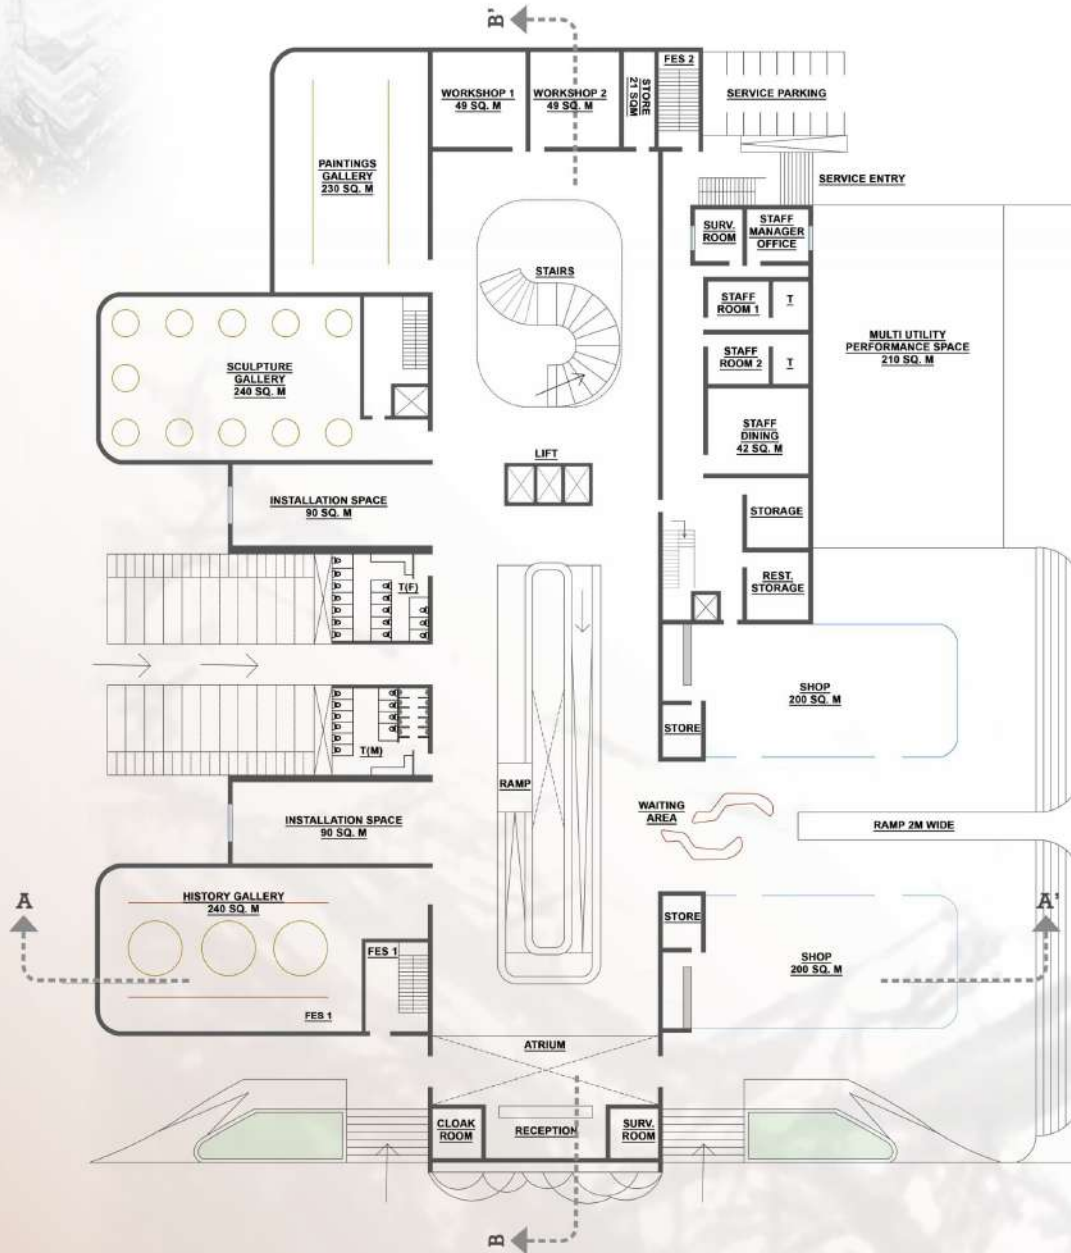 B'
FES 2
WORKSHOP 1
49 SQ. M
WORKSHOP 2
49 SQ. M
STORE
21 SQM
SERVICE PARKING
PAINTINGS
GALLERY
230 SQ. M
SERVICE ENTRY
SURV.
ROOM
STAFF
MANAGER
OFFICE
STAIRS
STAFF
ROOM 1
T
MULTI UTILITY
PERFORMANCE SPACE
210 SQ. M
SCULPTURE
GALLERY
240 SQ. M
STAFF
ROOM 2
T
STAFF
DINING
42 SQ. M
LIFT
INSTALLATION SPACE
90 SQ. M
STORAGE
T(F)
REST.
STORAGE
SHOP
200 SQ. M
STORE
T(M)
RAMP
WAITING
AREA
RAMP 2M WIDE
INSTALLATION SPACE
90 SQ. M
A
HISTORY GALLERY
240 SQ. M
A'
STORE
FES 1
SHOP
200 SQ. M
FES 1
ATRIUM
CLOAK
ROOM
RECEPTION
SURV.
ROOM
B